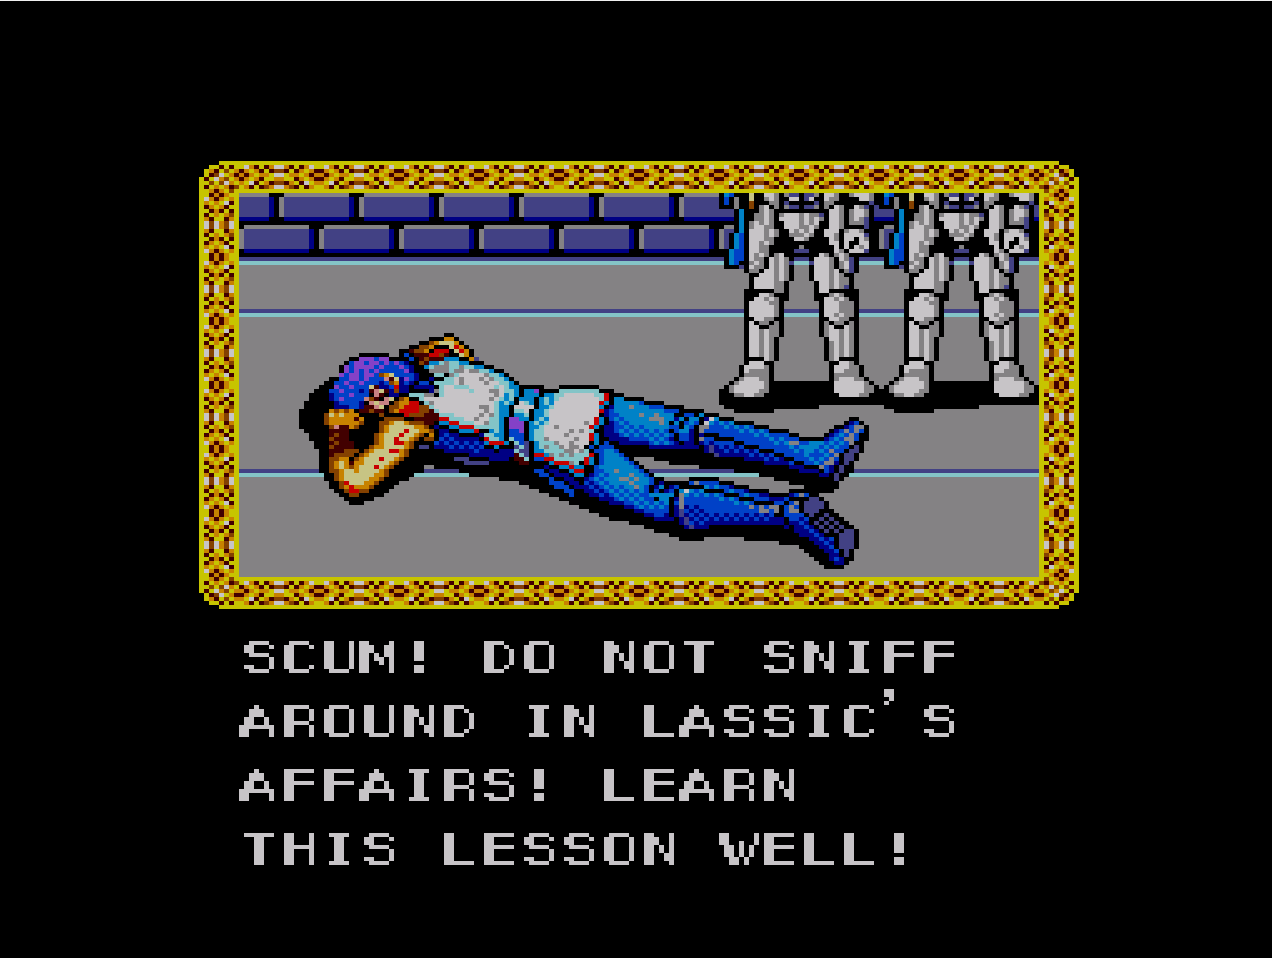 SCUM! DO NOT SNIFF
AROUND IN LASSIC'S
AFFAIRS! LEARN
THIS LESSON WELL!